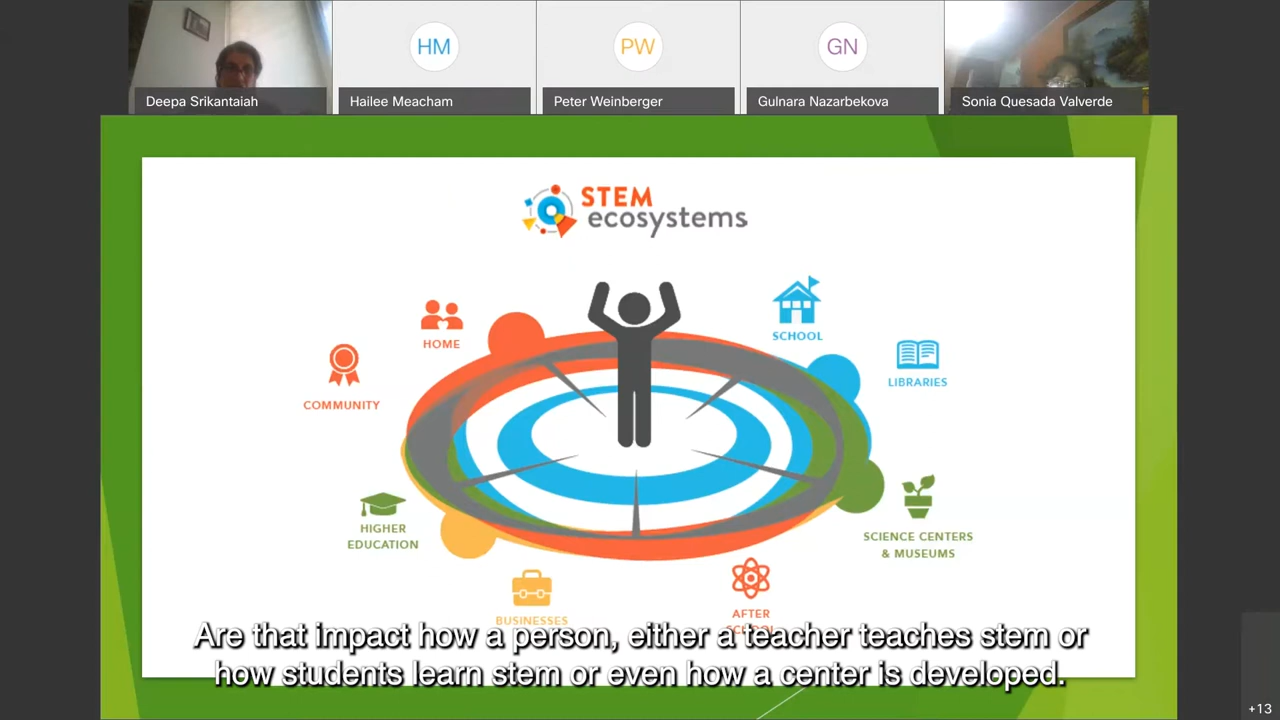 HM
PW
GN
Deepa Srikantaiah
Hailee Meacham
Peter Weinberger
Gulnara Nazarbekova
Sonia Quesada Valverde
STEM
ecosystems
HOME
SCHOOL
LIBRARIES
COMMUNITY
HIGHER
EDUCATION
SCIENCE CENTERS
& MUSEUMS
BUSINESSES
AFTER
SCHOOL
Are that impact how a person, either a teacher teaches stem or
how students learn stem or even how a center is developed.
+13